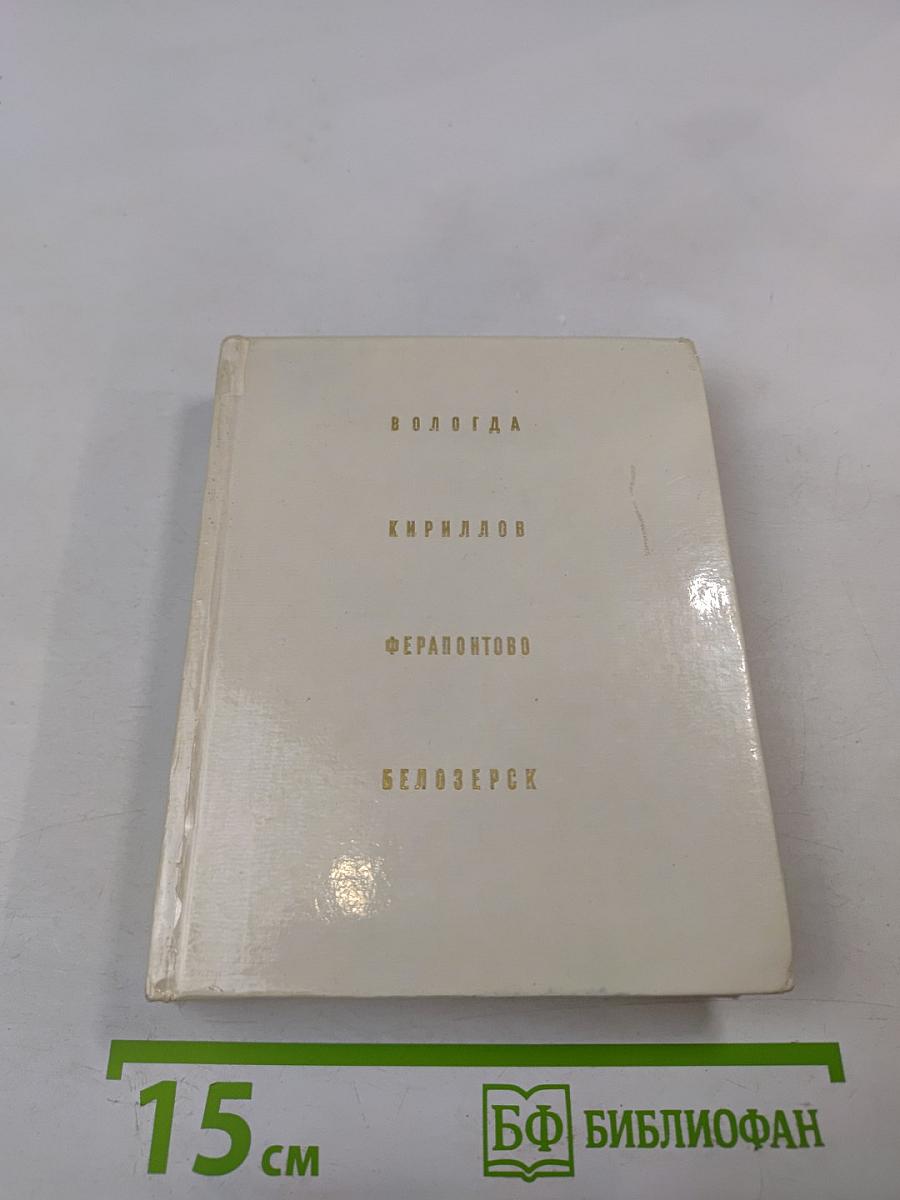 ВОЛОГДА
КИРИЛЛОВ
ФЕРАПОНТОВО
БЕЛОЗЕРСК
15 см
БФ БИБЛИОФАН